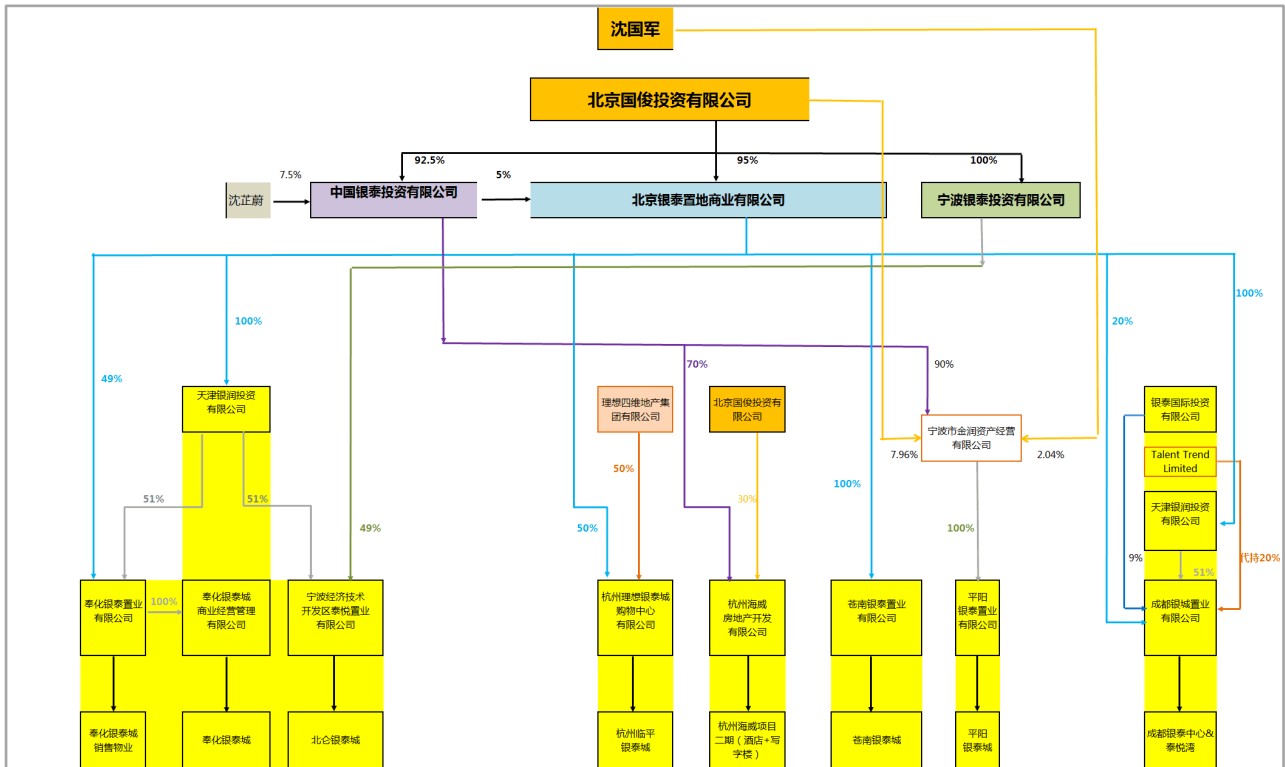 沈国军
北京国俊投资有限公司
92.5%
95%
100%
7.5%
5%
沈芷蔚
中国银泰投资有限公司
北京银泰置地商业有限公司
宁波银泰投资有限公司
100%
100%
20%
49%
70%
90%
天津银润投资
有限公司
理想四维地产集
团有限公司
北京国俊投资有
限公司
宁波市金润资产经营
有限公司
银泰国际投资
有限公司
7.96%
2.04%
Talent Trend
Limited
50%
51%
51%
30%
100%
天津银润投资
有限公司
49%
50%
100%
9%
代持20%
51%
奉化银泰置业
有限公司
100%
奉化银泰城
商业经营管理
有限公司
宁波经济技术
开发区泰悦置业
有限公司
杭州理想银泰城
购物中心
有限公司
杭州海威
房地产开发
有限公司
苍南银泰置业
有限公司
平阳
银泰置业
有限公司
成都银城置业
有限公司
奉化银泰城
销售物业
奉化银泰城
北仑银泰城
杭州临平
银泰城
杭州海威项目
二期（酒店+写
字楼）
苍南银泰城
平阳
银泰城
成都银泰中心&
泰悦湾